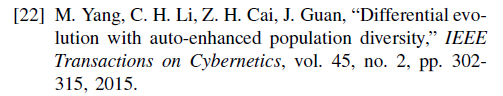 [22] M. Yang, C. H. Li, Z. H. Cai, J. Guan, “Differential evo-
lution with auto-enhanced population diversity,” IEEE
Transactions on Cybernetics, vol. 45, no. 2, pp. 302-
315, 2015.